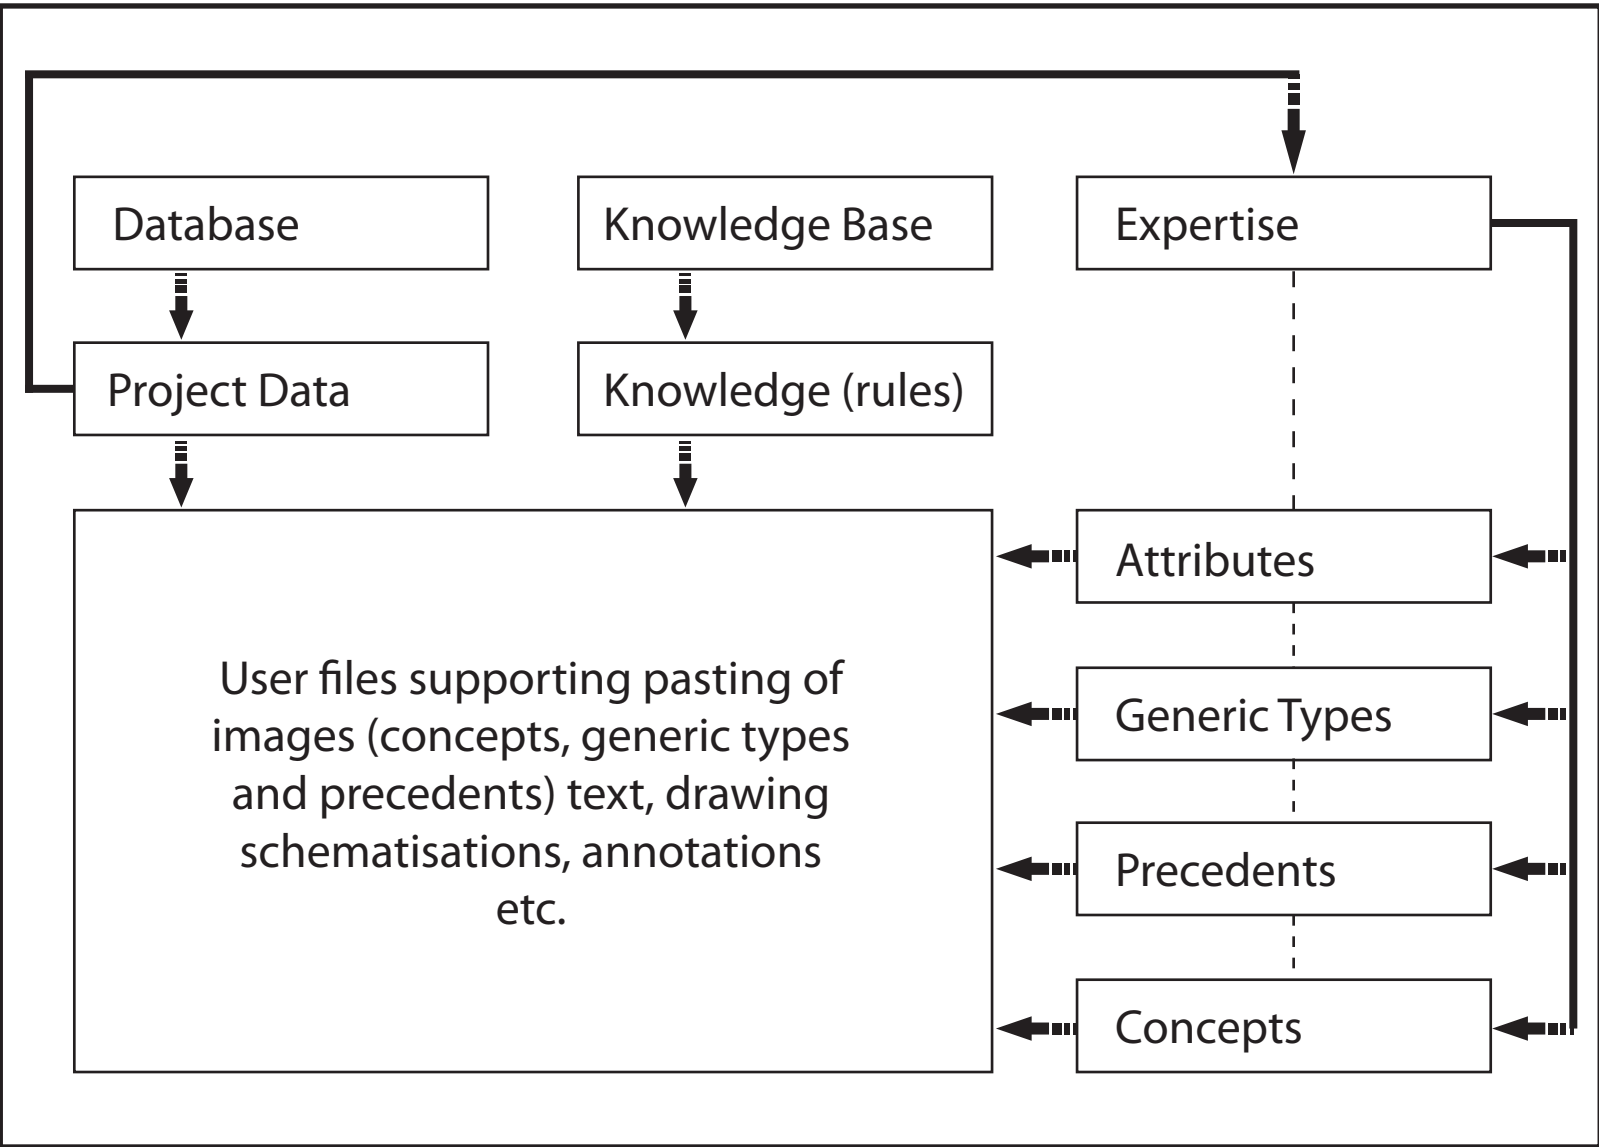 Database
Knowledge Base
Expertise
Project Data
Knowledge (rules)
User files supporting pasting of
images (concepts, generic types
and precedents) text, drawing
schematisations, annotations
etc.
Attributes
Generic Types
Precedents
Concepts